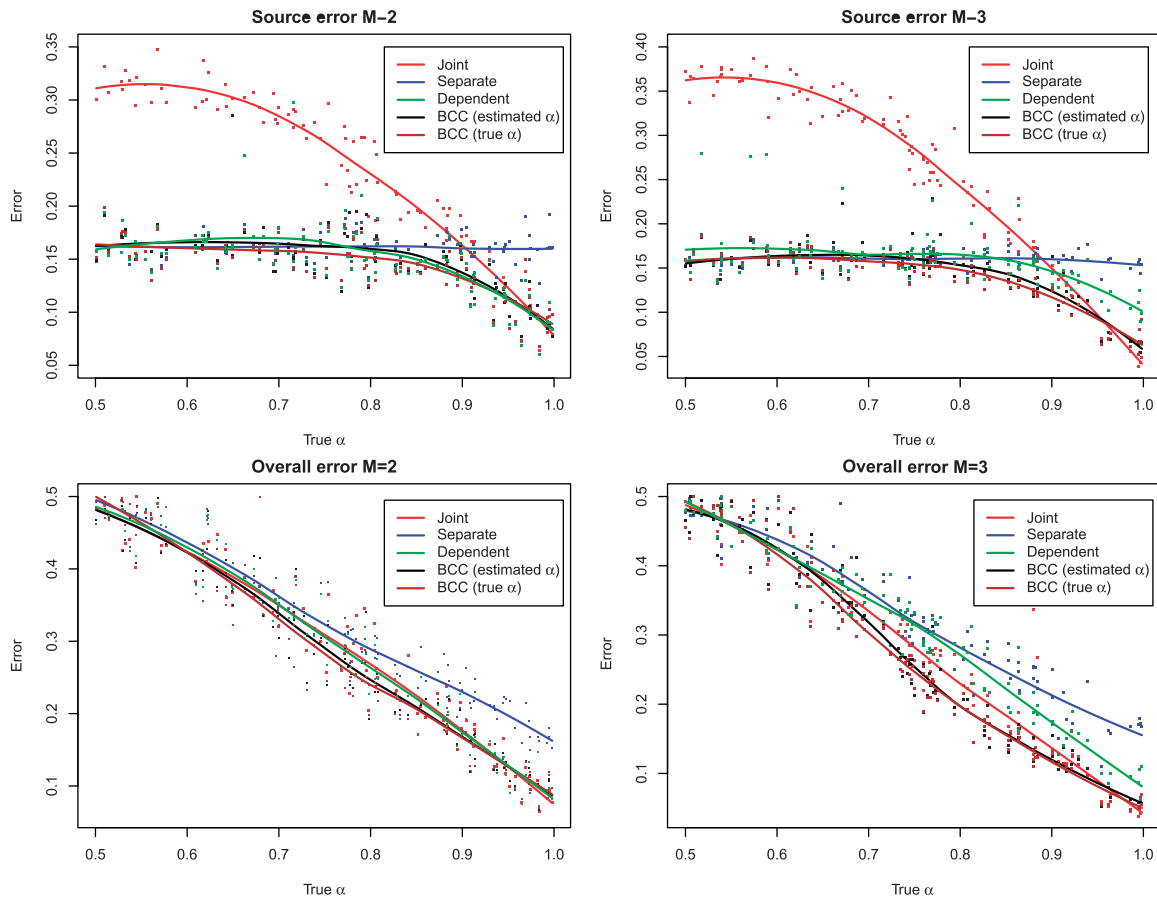 Source error M−2
Error
0.05 0.10 0.15 0.20 0.25 0.30 0.35
Joint
Separate
Dependent
BCC (estimated α)
BCC (true α)
0.5 0.6 0.7 0.8 0.9 1.0
True α
Source error M−3
Error
0.05 0.10 0.15 0.20 0.25 0.30 0.35 0.40
Joint
Separate
Dependent
BCC (estimated α)
BCC (true α)
0.5 0.6 0.7 0.8 0.9 1.0
True α
Overall error M=2
Error
0.1 0.2 0.3 0.4 0.5
Joint
Separate
Dependent
BCC (estimated α)
BCC (true α)
0.5 0.6 0.7 0.8 0.9 1.0
True α
Overall error M=3
Error
0.1 0.2 0.3 0.4 0.5
Joint
Separate
Dependent
BCC (estimated α)
BCC (true α)
0.5 0.6 0.7 0.8 0.9 1.0
True α